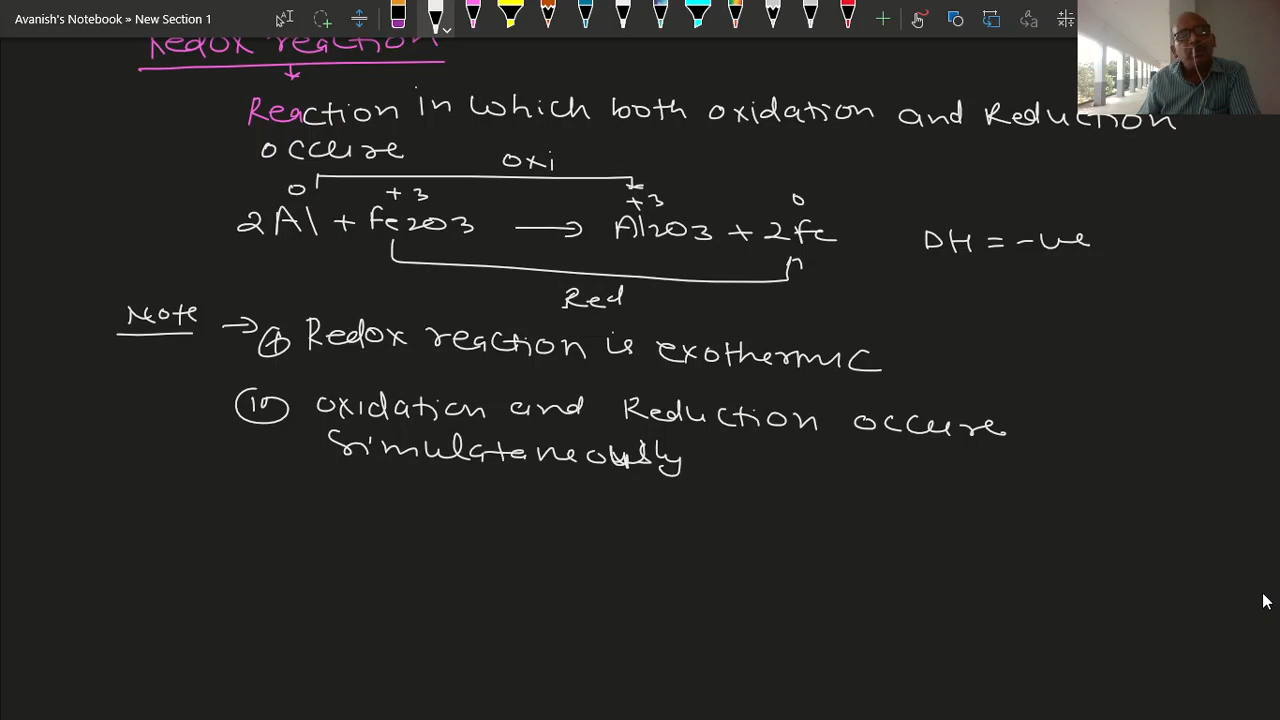 Avanish's Notebook » New Section 1
Redox reaction
Reaction in which both oxidation and Reduction
occure
oxi
0 +3 +3 0
2Al + Fe2O3 → Al2O3 + 2Fe DH = -ve
Red
Note → (i) Redox reaction is exothermic
(ii) oxidation and Reduction occure
simulateneously